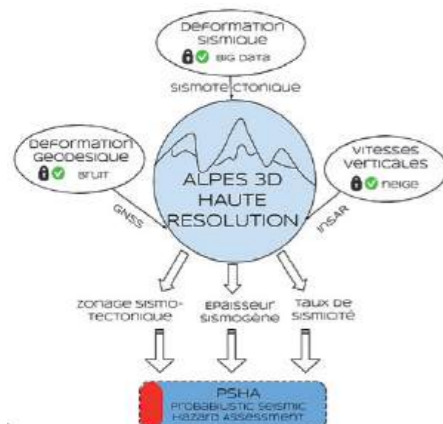 DEFORMATION
SISMIQUE
BIG DATA
SISMOTECTONIQUE
DEFORMATION
GEODESIQUE
BRUIT
GNSS
VITESSES
VERTICALES
NEIGE
InSAR
ALPES 3D
HAUTE
RESOLUTION
ZONAGE SISMO-
TECTONIQUE
EPAISSEUR
SISMOGÈNE
TAUX DE
SISMICITÉ
PSHA
PROBABILISTIC SEISMIC
HAZARD ASSESSMENT